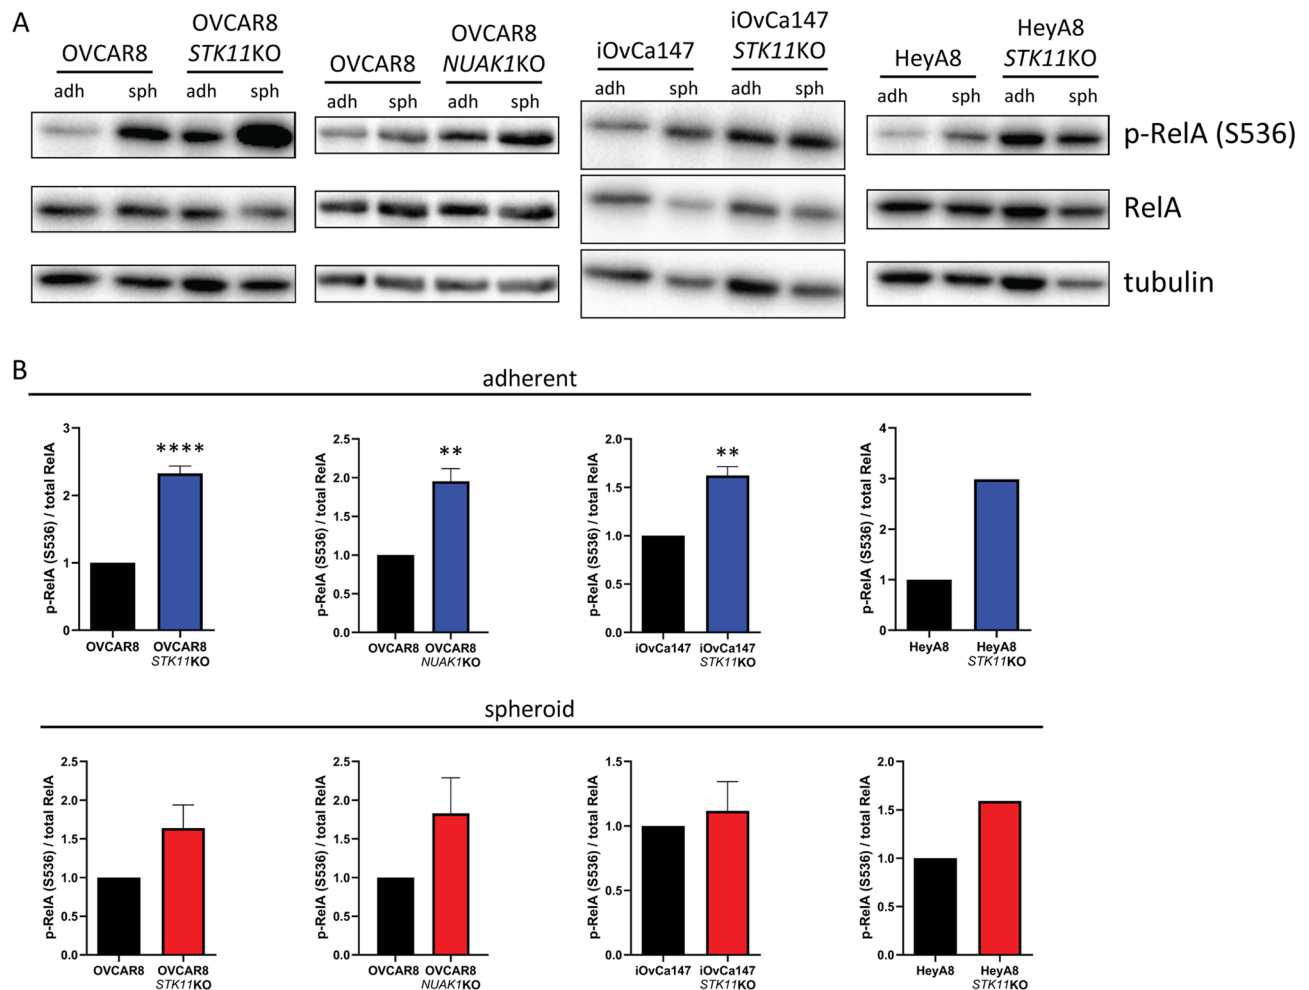 A
OVCAR8
OVCAR8
STK11KO
adh sph adh sph
OVCAR8
OVCAR8
NUAK1KO
adh sph adh sph
iOvCa147
iOvCa147
STK11KO
adh sph adh sph
HeyA8
HeyA8
STK11KO
adh sph adh sph
p-RelA (S536)
RelA
tubulin
B
adherent
p-RelA (S536) / total RelA
3
2
1
0
****
OVCAR8
OVCAR8
STK11KO
p-RelA (S536) / total RelA
2.5
2.0
1.5
1.0
0.5
0.0
**
OVCAR8
OVCAR8
NUAK1KO
p-RelA (S536) / total RelA
2.0
1.5
1.0
0.5
0.0
**
iOvCa147
iOvCa147
STK11KO
p-RelA (S536) / total RelA
4
3
2
1
0
HeyA8
HeyA8
STK11KO
spheroid
p-RelA (S536) / total RelA
2.5
2.0
1.5
1.0
0.5
0.0
OVCAR8
OVCAR8
STK11KO
p-RelA (S536) / total RelA
2.5
2.0
1.5
1.0
0.5
0.0
OVCAR8
OVCAR8
NUAK1KO
p-RelA (S536) / total RelA
1.5
1.0
0.5
0.0
iOvCa147
iOvCa147
STK11KO
p-RelA (S536) / total RelA
2.0
1.5
1.0
0.5
0.0
HeyA8
HeyA8
STK11KO